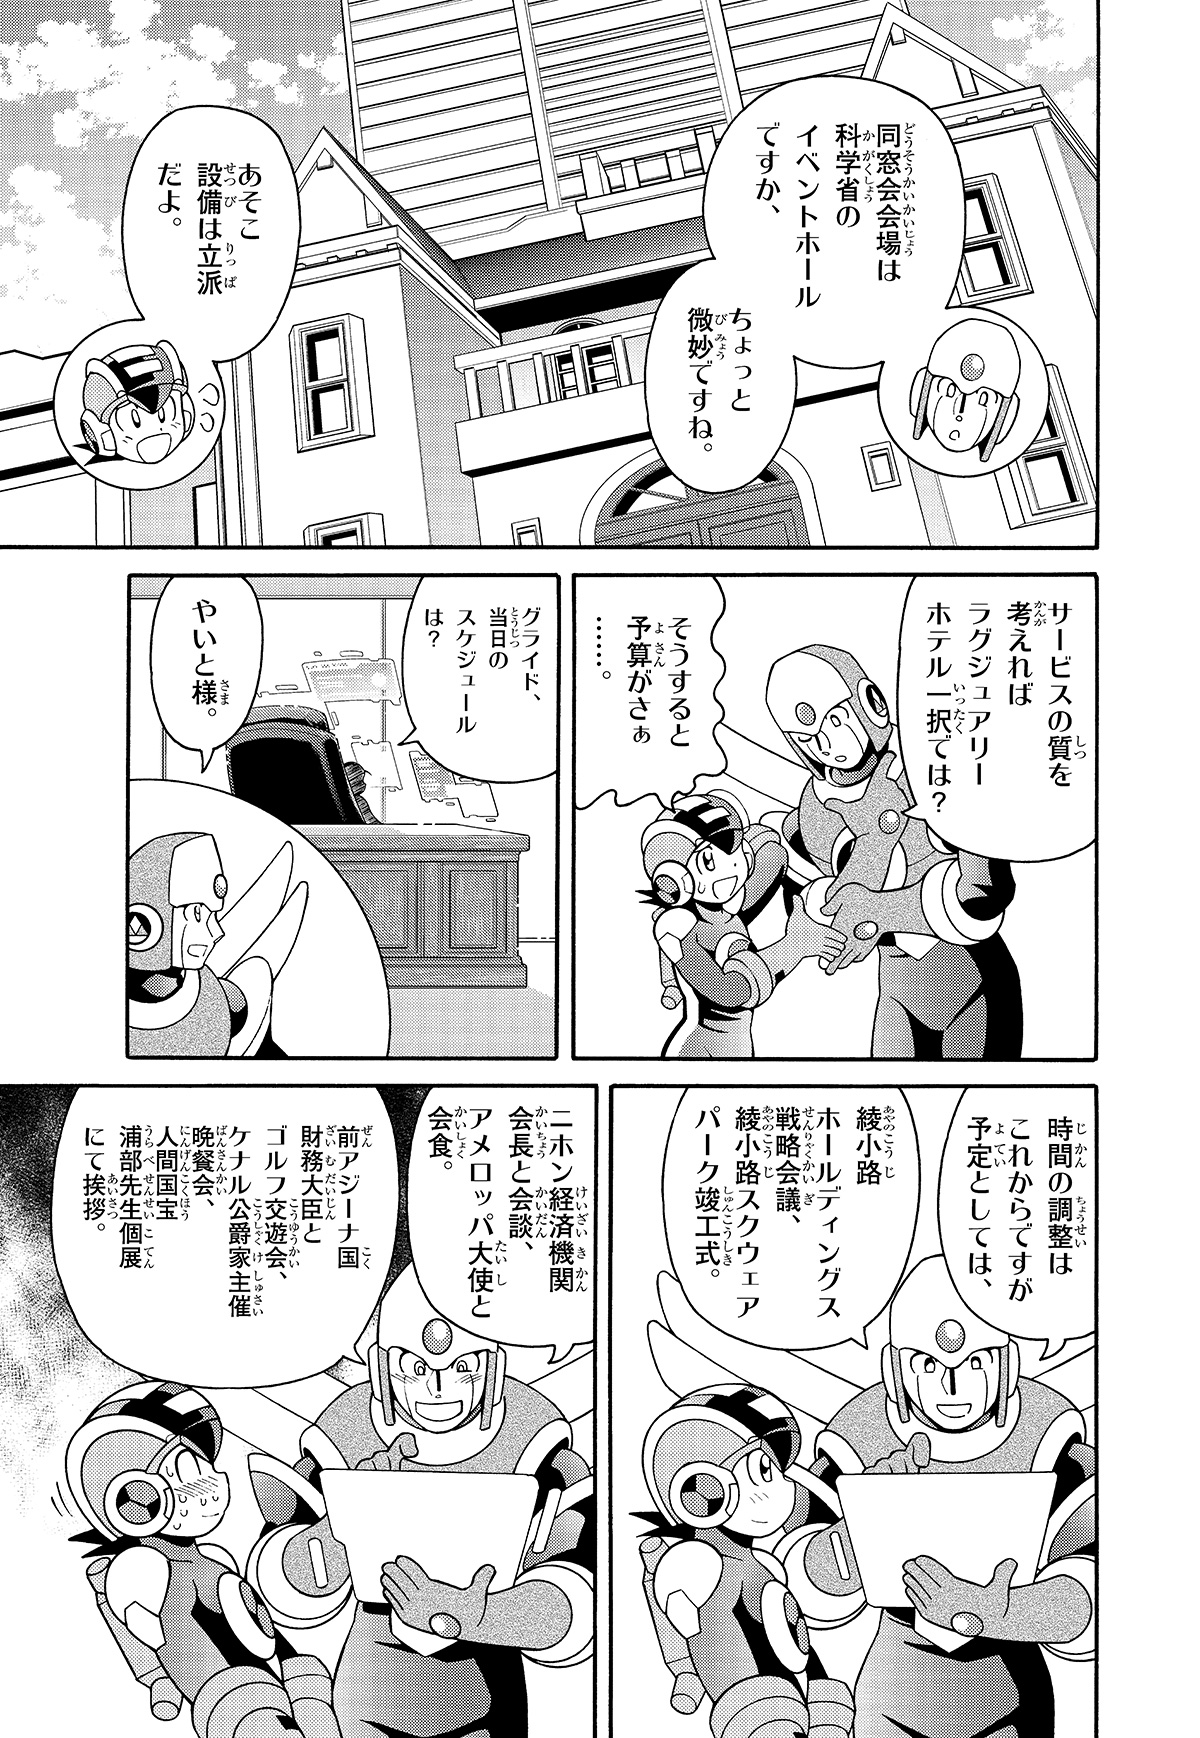 同窓会会場は
科学省の
イベントホール
ですか、
ちょっと
微妙ですね。
あそこ
設備は立派
だよ。
サービスの質を
考えれば
ラグジュアリー
ホテル一択では？
そうすると
予算がさぁ
……。
グライド、
当日の
スケジュール
は？
やいと様。
時間の調整は
これからですが
予定としては、
綾小路
ホールディングス
戦略会議、
綾小路スクウェア
パーク竣工式。
ニホン経済機関
会長と会談、
アメロッパ大使と
会食。
前アジーナ国
財務大臣と
ゴルフ交遊会、
ケナル公爵家主催
晩餐会、
人間国宝
浦部先生個展
にて挨拶。